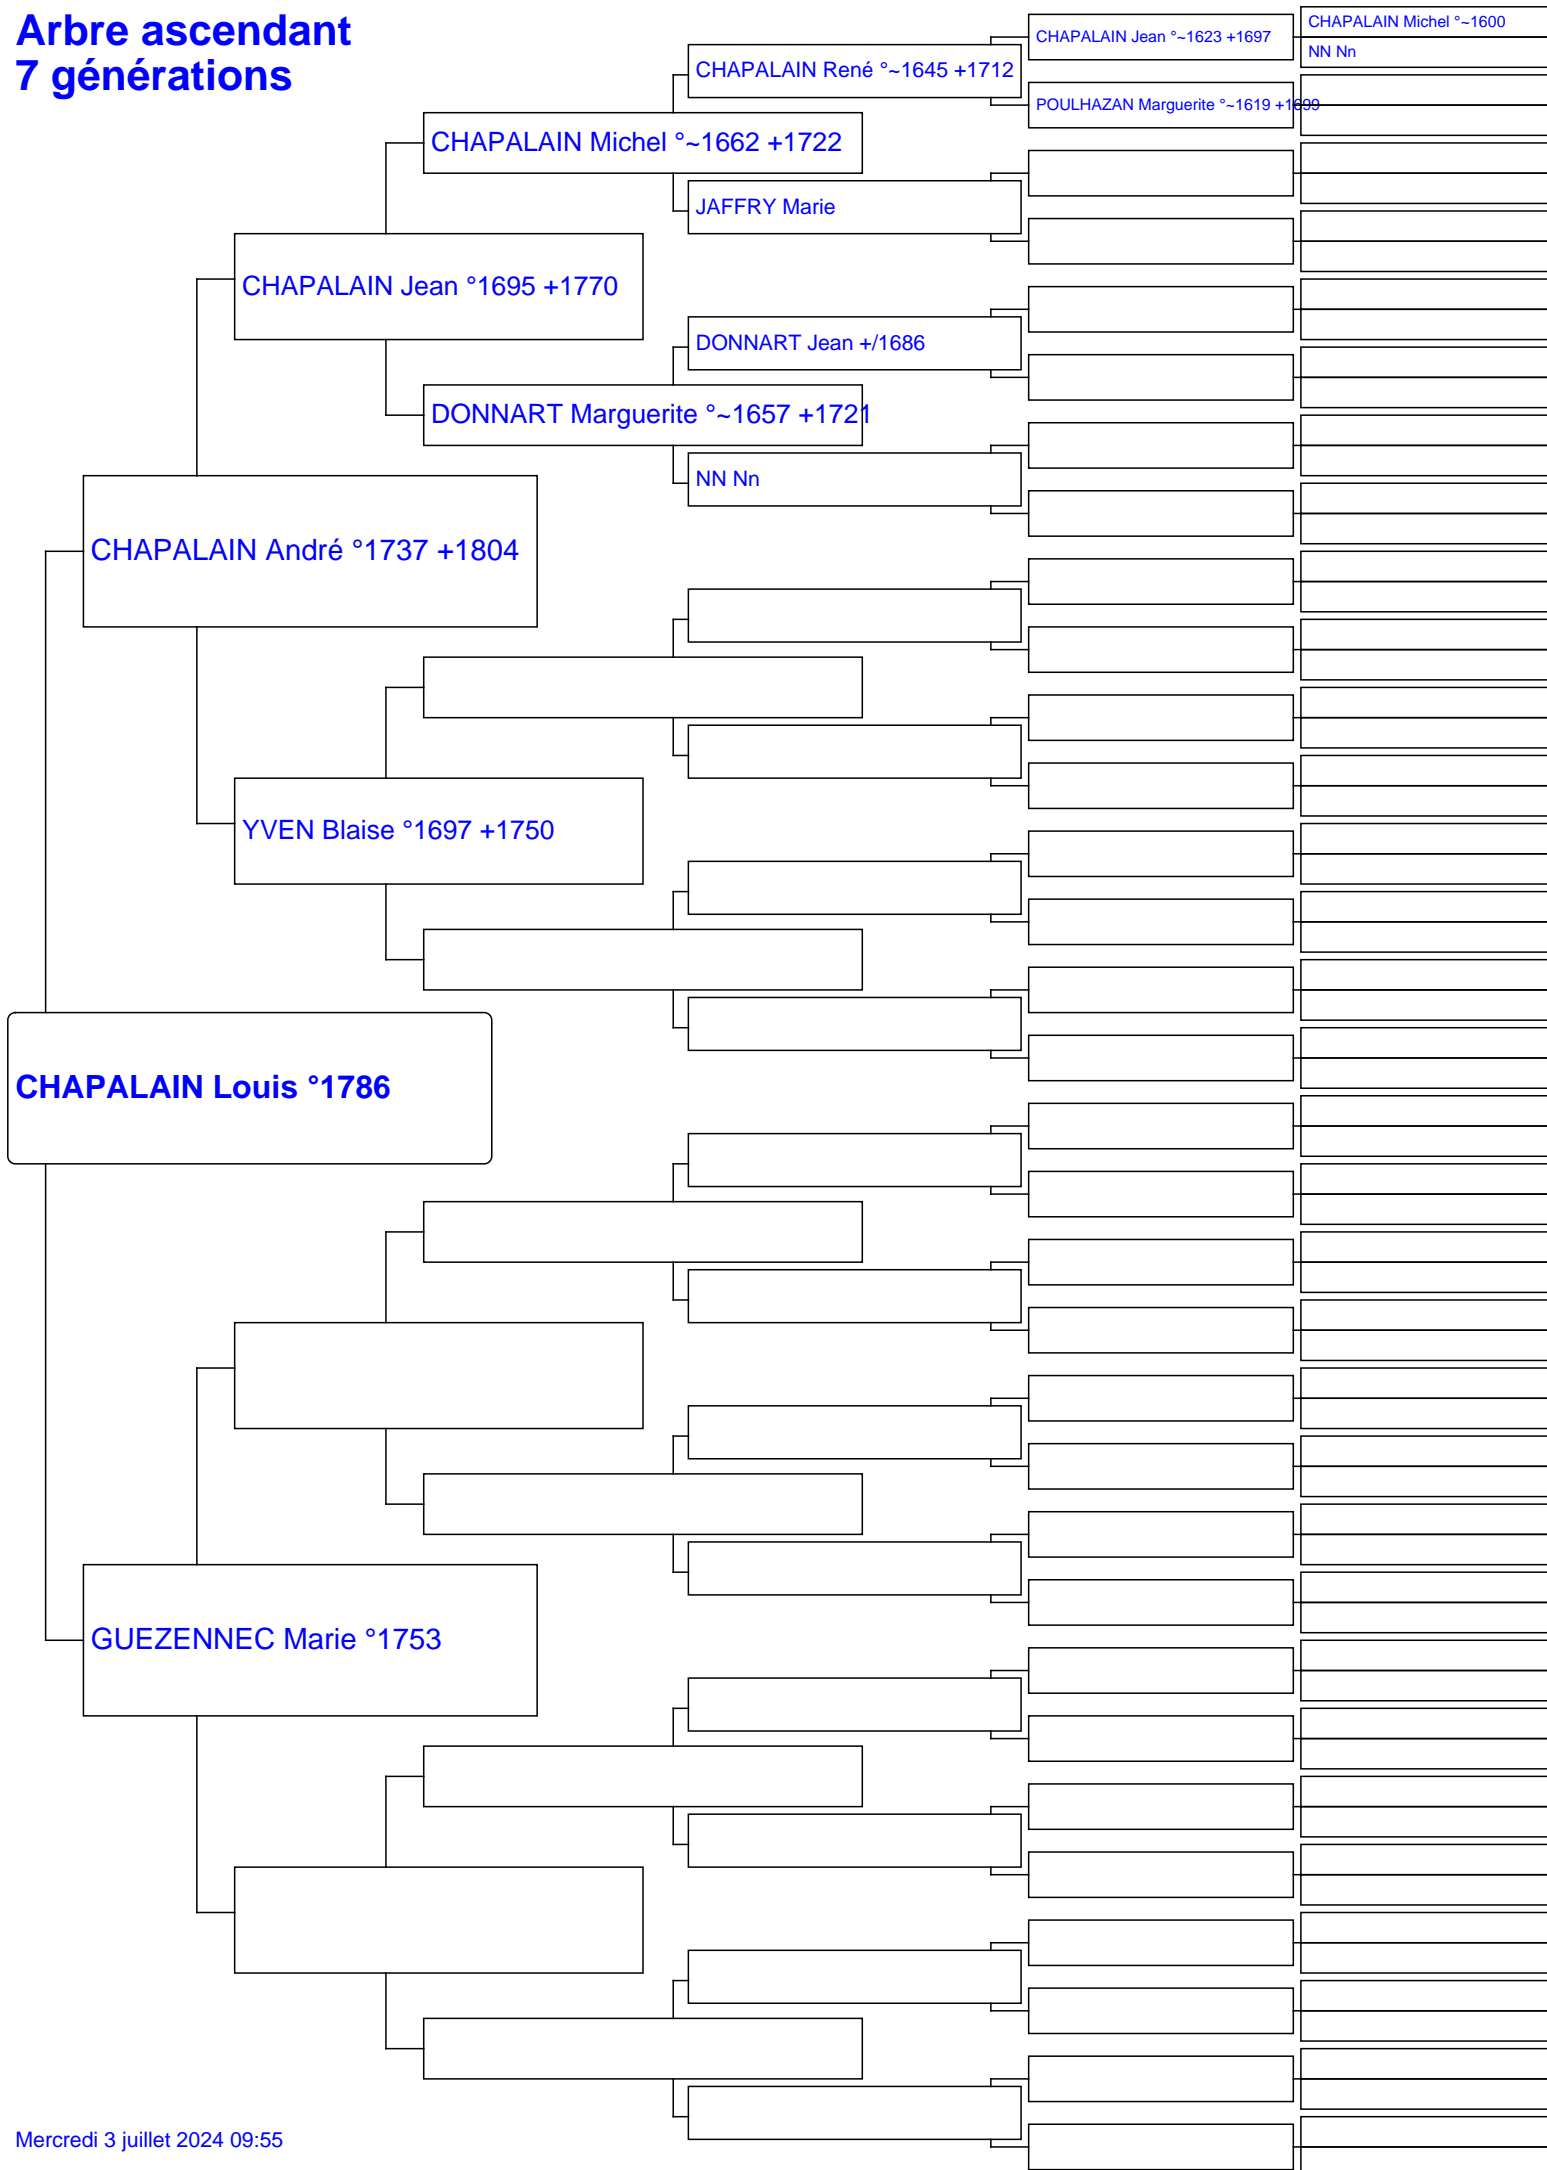 Arbre ascendant
7 générations
CHAPALAIN Michel °~1600
NN Nn
CHAPALAIN Jean °~1623 +1697
CHAPALAIN René °~1645 +1712
POULHAZAN Marguerite °~1619 +1699
CHAPALAIN Michel °~1662 +1722
JAFFRY Marie
CHAPALAIN Jean °1695 +1770
DONNART Jean +/1686
DONNART Marguerite °~1657 +1721
NN Nn
CHAPALAIN André °1737 +1804
YVEN Blaise °1697 +1750
CHAPALAIN Louis °1786
GUEZENNEC Marie °1753
Mercredi 3 juillet 2024 09:55